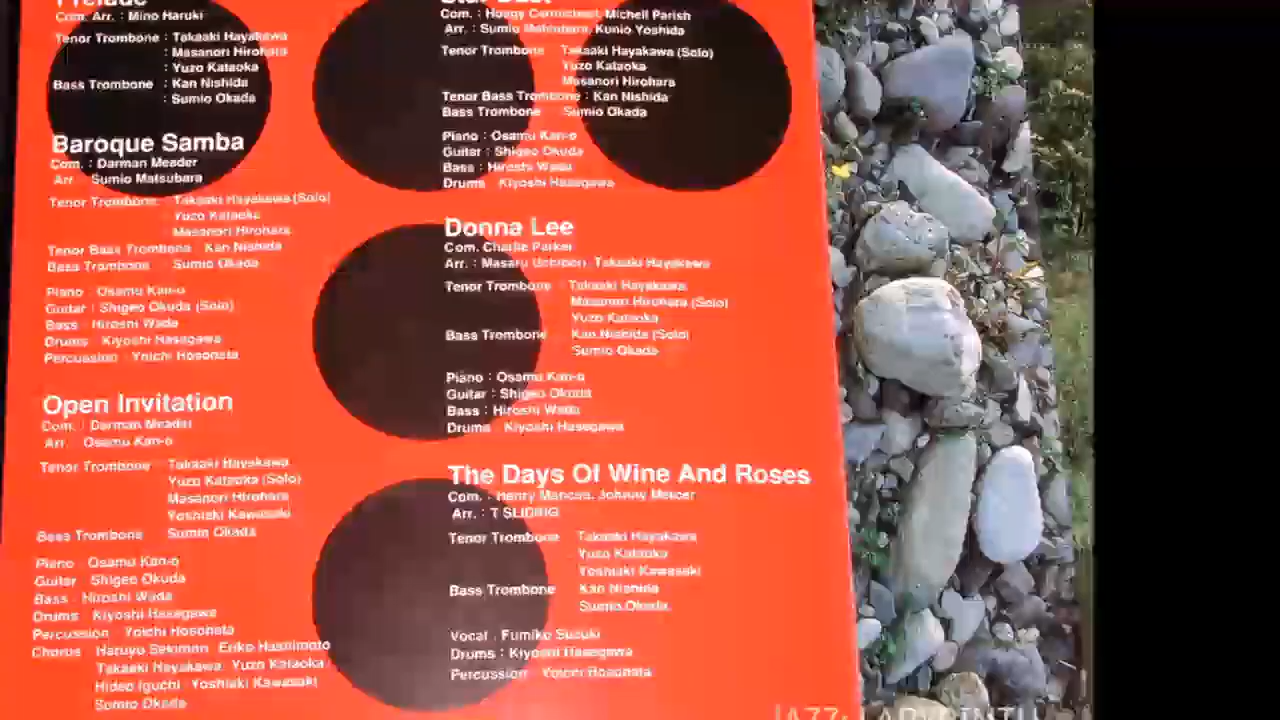 Prelude
Com. Arr. : Mino Haruki
Tenor Trombone : Takaaki Hayakawa
: Masanori Hirohara
: Yuzo Kataoka
Bass Trombone : Kan Nishida
: Sumio Okada
Baroque Samba
Com. : Darman Meader
Arr. Sumio Matsubara
Tenor Trombone Takaaki Hayakawa (Solo)
Yuzo Kataoka
Masanori Hirohara
Tenor Bass Trombone Kan Nishida
Bass Trombone Sumio Okada
Piano Osamu Kan-o
Guitar : Shigeo Okuda (Solo)
Bass Hiroshi Wada
Drums Kiyoshi Hasegawa
Percussion Yoichi Hosonata
Open Invitation
Com. : Darman Meader
Arr. Osamu Kan-o
Tenor Trombone Takaaki Hayakawa
Yuzo Kataoka (Solo)
Masanori Hirohara
Yoshiaki Kawasaki
Bass Trombone Sumio Okada
Piano Osamu Kan-o
Guitar Shigeo Okuda
Bass Hiroshi Wada
Drums Kiyoshi Hasegawa
Percussion Yoichi Hosonata
Chorus Haruyo Sekiman Eriko Hashimoto
Takaaki Hayakawa Yuzo Kataoka
Hideo Iguchi Yoshiaki Kawasaki
Sumio Okada
Star Dust
Com. : Hoagy Carmichael, Michell Parish
Arr. : Sumio Matsubara, Kunio Yoshida
Tenor Trombone Takaaki Hayakawa (Solo)
Yuzo Kataoka
Masanori Hirohara
Tenor Bass Trombone : Kan Nishida
Bass Trombone Sumio Okada
Piano : Osamu Kan-o
Guitar : Shigeo Okuda
Bass : Hiroshi Wada
Drums Kiyoshi Hasegawa
Donna Lee
Com. Charlie Parker
Arr. : Masaru Takaaki Hayakawa
Tenor Trombone : Takaaki Hayakawa
Masanori Hirohara (Solo)
Yuzo Kataoka
Bass Trombone Kan Nishida (Solo)
Sumio Okada
Piano : Osamu Kan-o
Guitar : Shigeo Okuda
Bass : Hiroshi Wada
Drums Kiyoshi Hasegawa
The Days Of Wine And Roses
Com. : Henry Mancini, Johnny Mercer
Arr. : T SLIDING
Tenor Trombone Takaaki Hayakawa
Yuzo Kataoka
Yoshiaki Kawasaki
Bass Trombone Kan Nishida
Sumio Okada
Vocal : Fumiko Suzuki
Drums : Kiyoshi Hasegawa
Percussion Yoichi Hosonata
JAZZ: LABYRINTH